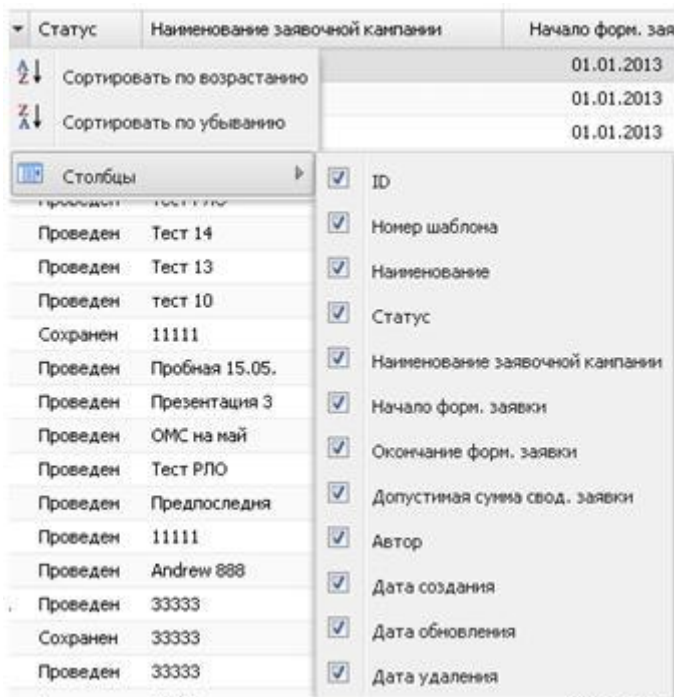 Статус Наименование заявочной кампании Начало форм. зая
Сортировать по возрастанию 01.01.2013
01.01.2013
Сортировать по убыванию
01.01.2013
Столбцы
ID
Проведен Тест 14
Номер шаблона
Проведен Тест 13
Наименование
Проведен тест 10
Статус
Сохранен 11111
Проведен Пробная 15.05.
Наименование заявочной кампании
Проведен Презентация 3
Начало форм. заявки
Проведен ОМС на май
Окончание форм. заявки
Проведен Тест РЛО
Проведен Предпоследня
Допустимая сумма свод. заявки
Проведен 11111
Автор
Проведен Andrew 888
Дата создания
Проведен 33333
Сохранен 33333
Дата обновления
Проведен 33333
Дата удаления